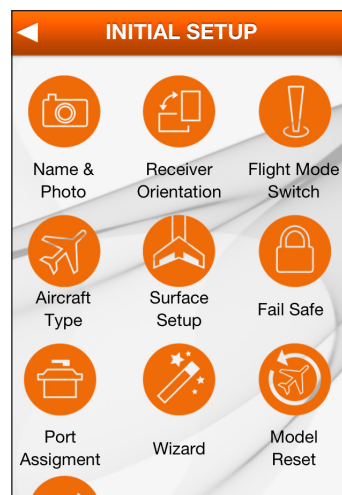 INITIAL SETUP
Name &
Photo
Receiver
Orientation
Flight Mode
Switch
Aircraft
Type
Surface
Setup
Fail Safe
Port
Assigment
Wizard
Model
Reset